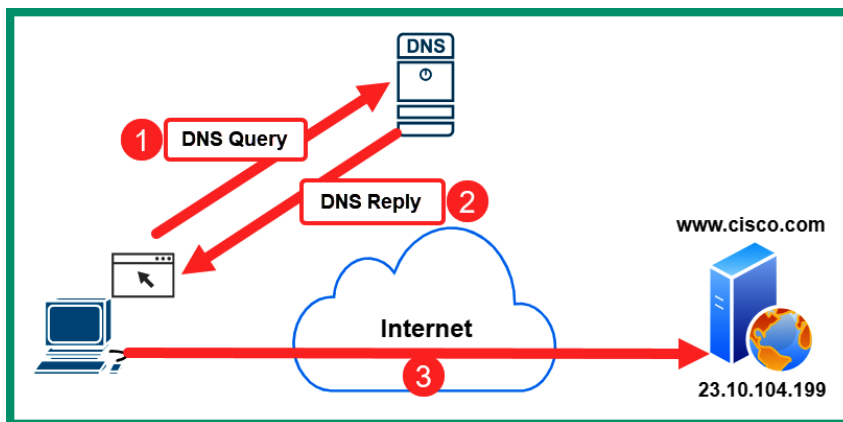 DNS
1
DNS Query
DNS Reply
2
www.cisco.com
Internet
3
23.10.104.199